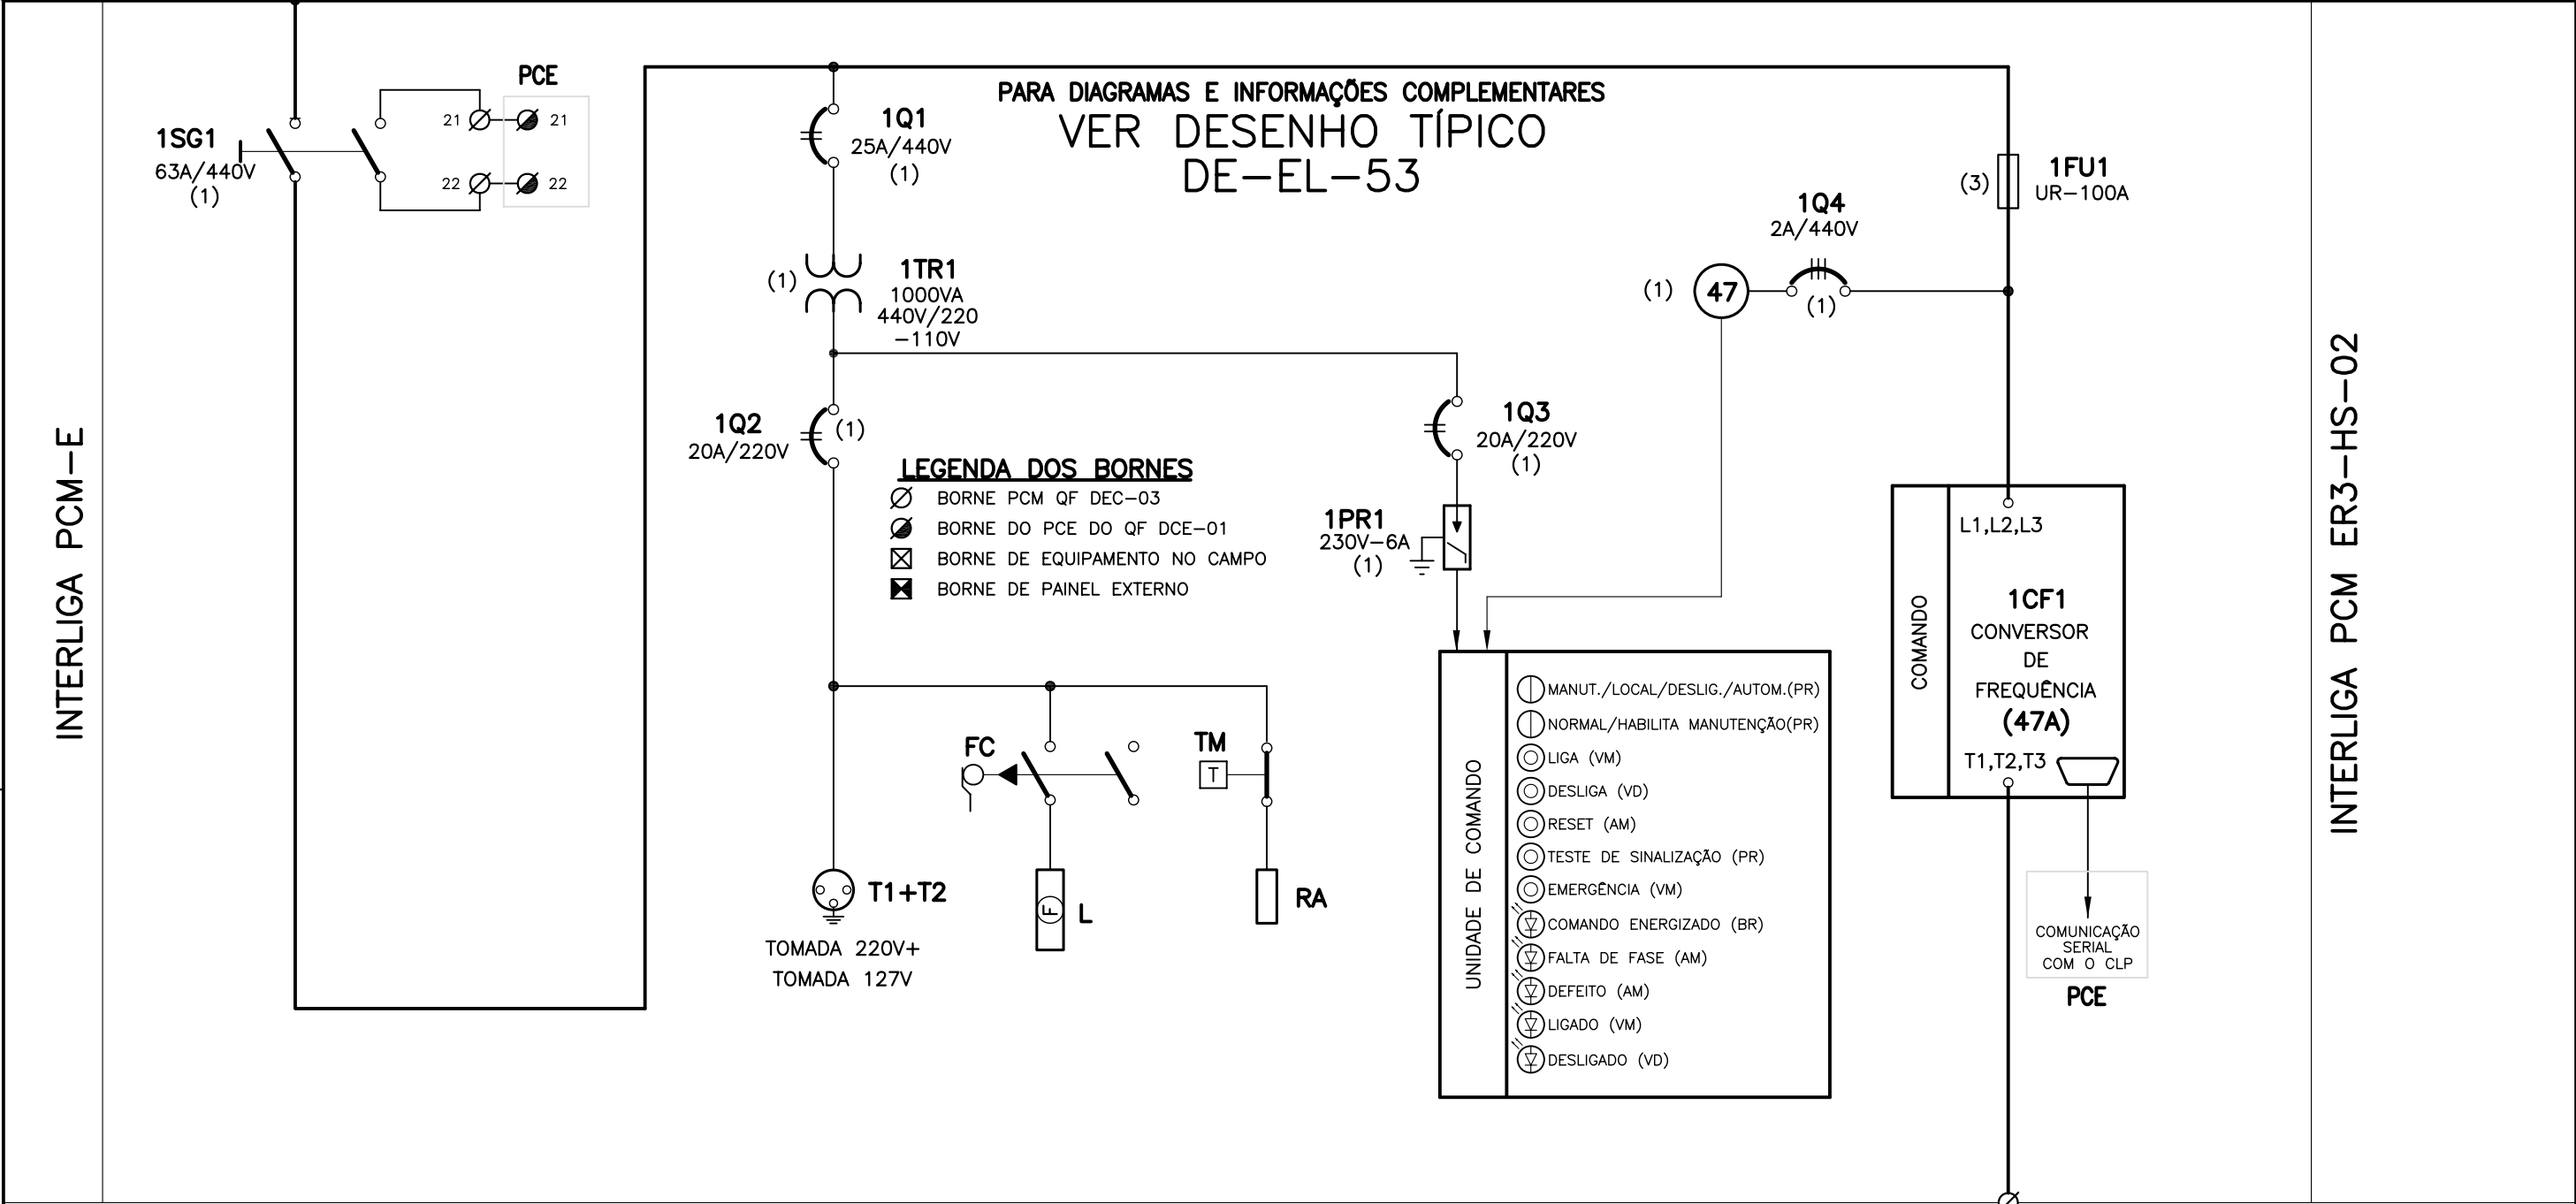 INTERLIGA PCM-E
1SG1
63A/440V
(1)
PCE
21
21
22
22
PARA DIAGRAMAS E INFORMAÇÕES COMPLEMENTARES
VER DESENHO TÍPICO
DE-EL-53
1Q1
25A/440V
(1)
(1)
1TR1
1000VA
440V/220
-110V
1Q2
20A/220V
(1)
LEGENDA DOS BORNES
BORNE PCM QF DEC-03
BORNE DO PCE DO QF DCE-01
BORNE DE EQUIPAMENTO NO CAMPO
BORNE DE PAINEL EXTERNO
1Q3
20A/220V
(1)
1PR1
230V-6A
(1)
(1)
47
1Q4
2A/440V
(1)
(3)
1FU1
UR-100A
FC
TM
T
T1+T2
TOMADA 220V+
TOMADA 127V
F
L
RA
UNIDADE DE COMANDO
MANUT./LOCAL/DESLIG./AUTOM.(PR)
NORMAL/HABILITA MANUTENÇÃO(PR)
LIGA (VM)
DESLIGA (VD)
RESET (AM)
TESTE DE SINALIZAÇÃO (PR)
EMERGÊNCIA (VM)
COMANDO ENERGIZADO (BR)
FALTA DE FASE (AM)
DEFEITO (AM)
LIGADO (VM)
DESLIGADO (VD)
COMANDO
L1,L2,L3
1CF1
CONVERSOR
DE
FREQUÊNCIA
(47A)
T1,T2,T3
COMUNICAÇÃO
SERIAL
COM O CLP
PCE
INTERLIGA PCM ER3-HS-02